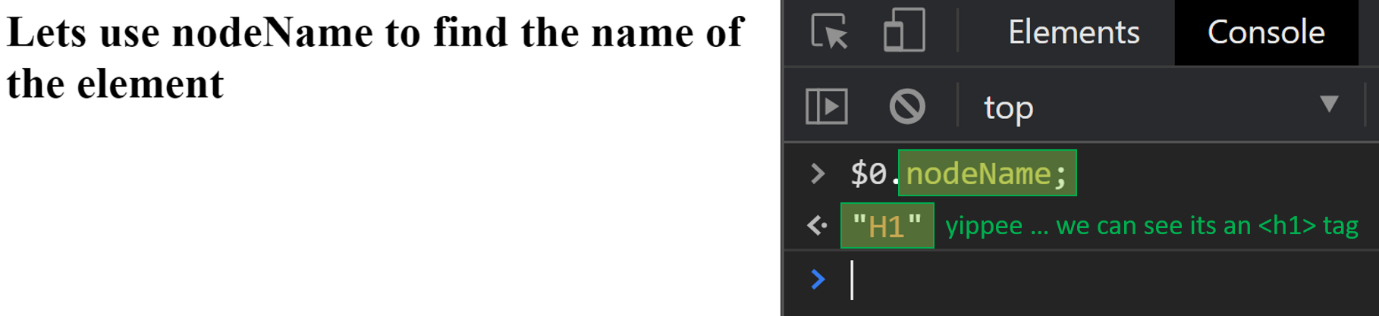 Lets use nodeName to find the name of
the element
Elements Console
top
$0.nodeName;
"H1" yippee ... we can see its an <h1> tag